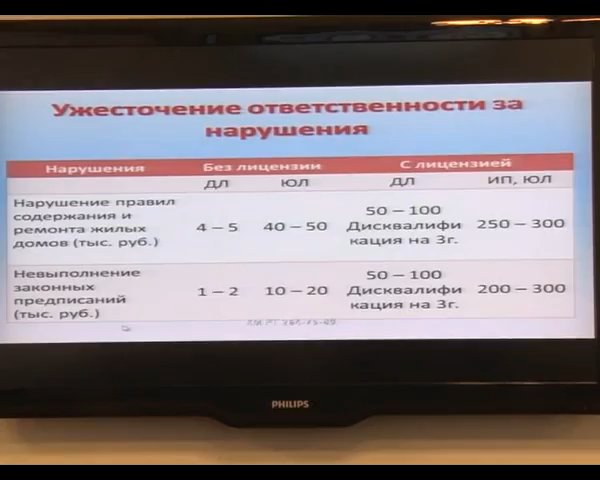 Ужесточение ответственности за
нарушения
Нарушения Без лицензии С лицензией
ДЛ ЮЛ ДЛ ИП, ЮЛ
Нарушение правил
содержания и
ремонта жилых
домов (тыс. руб.) 4 – 5 40 – 50 50 – 100
Дисквалифи
кация на 3г. 250 – 300
Невыполнение
законных
предписаний
(тыс. руб.) 1 – 2 10 – 20 50 – 100
Дисквалифи
кация на 3г. 200 – 300
PHILIPS